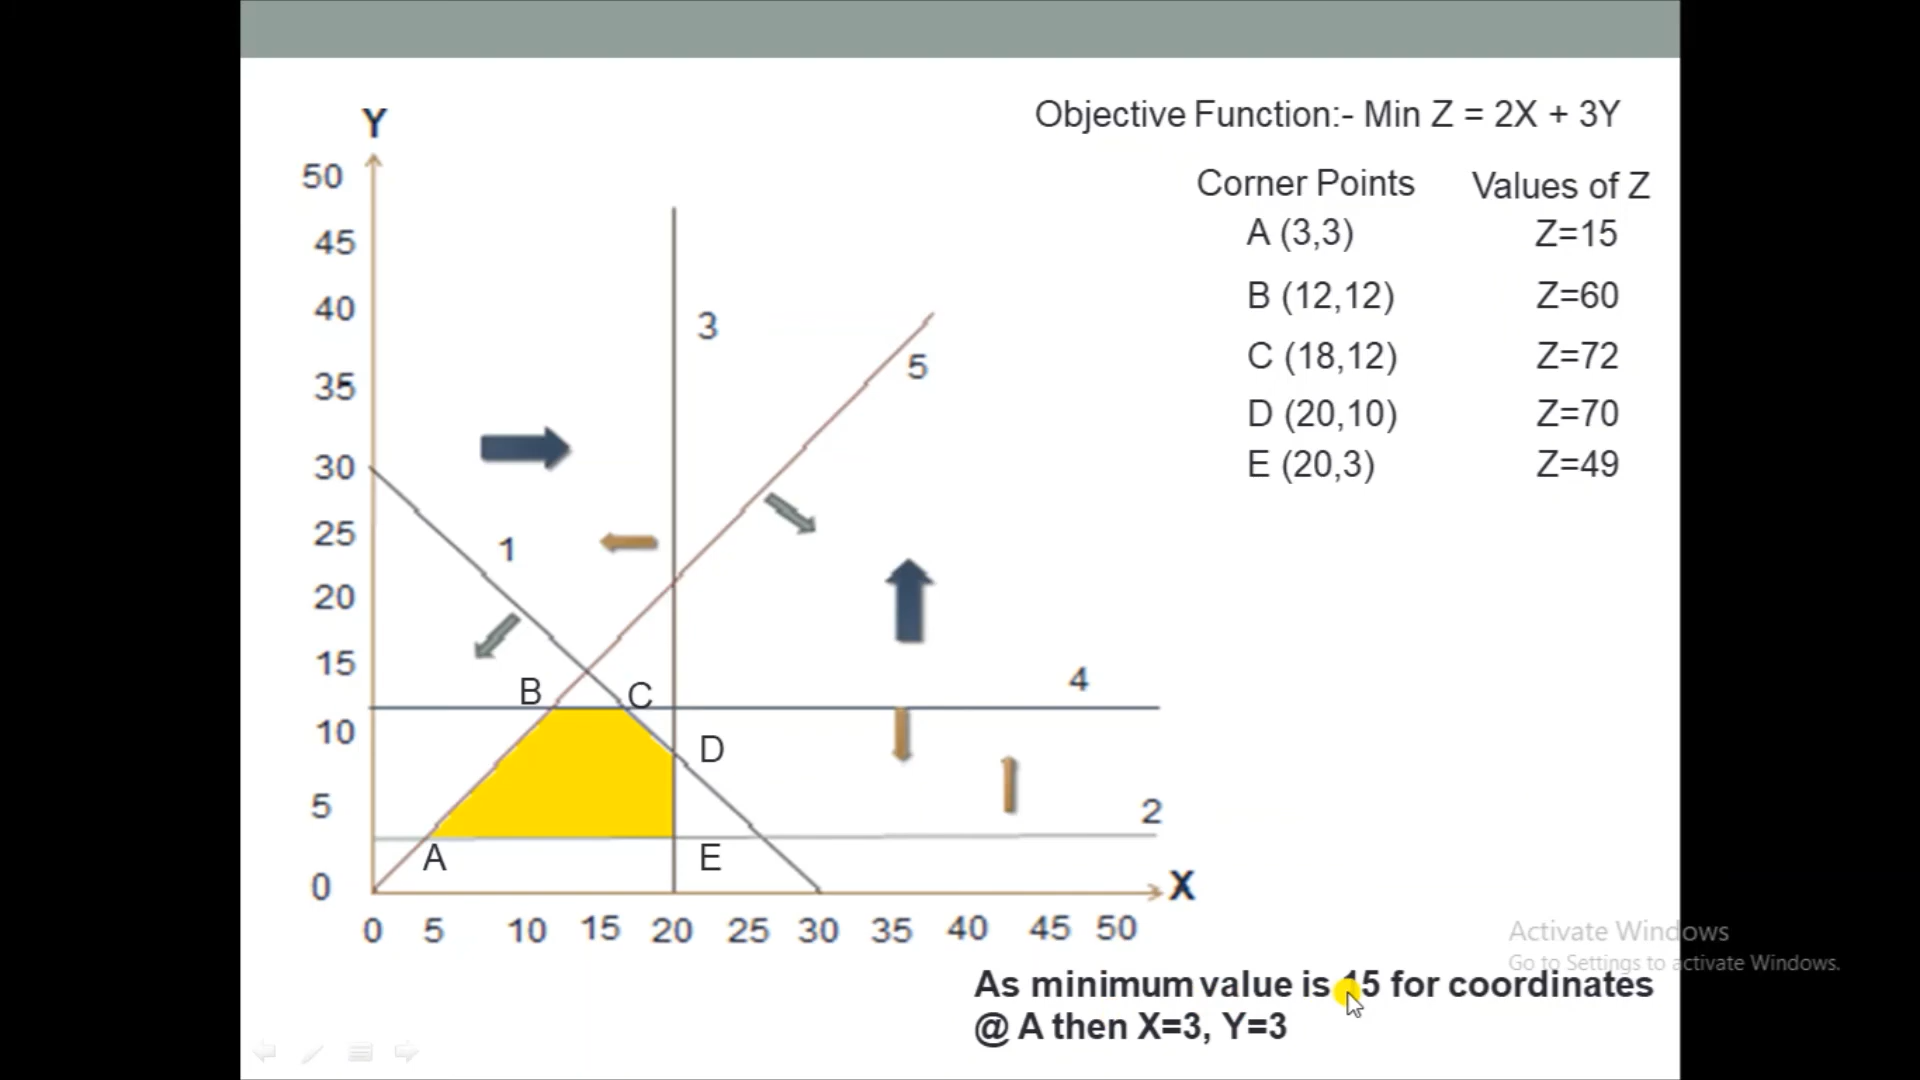 Objective Function:- Min Z = 2X + 3Y
Corner Points Values of Z
A (3,3) Z=15
B (12,12) Z=60
C (18,12) Z=72
D (20,10) Z=70
E (20,3) Z=49
Y
50
45
40
35
30
25
20
15
10
5
0
3
5
1
4
2
B
C
D
A
E
X
0 5 10 15 20 25 30 35 40 45 50
Activate Windows
Go to Settings to activate Windows.
As minimum value is 15 for coordinates
@ A then X=3, Y=3